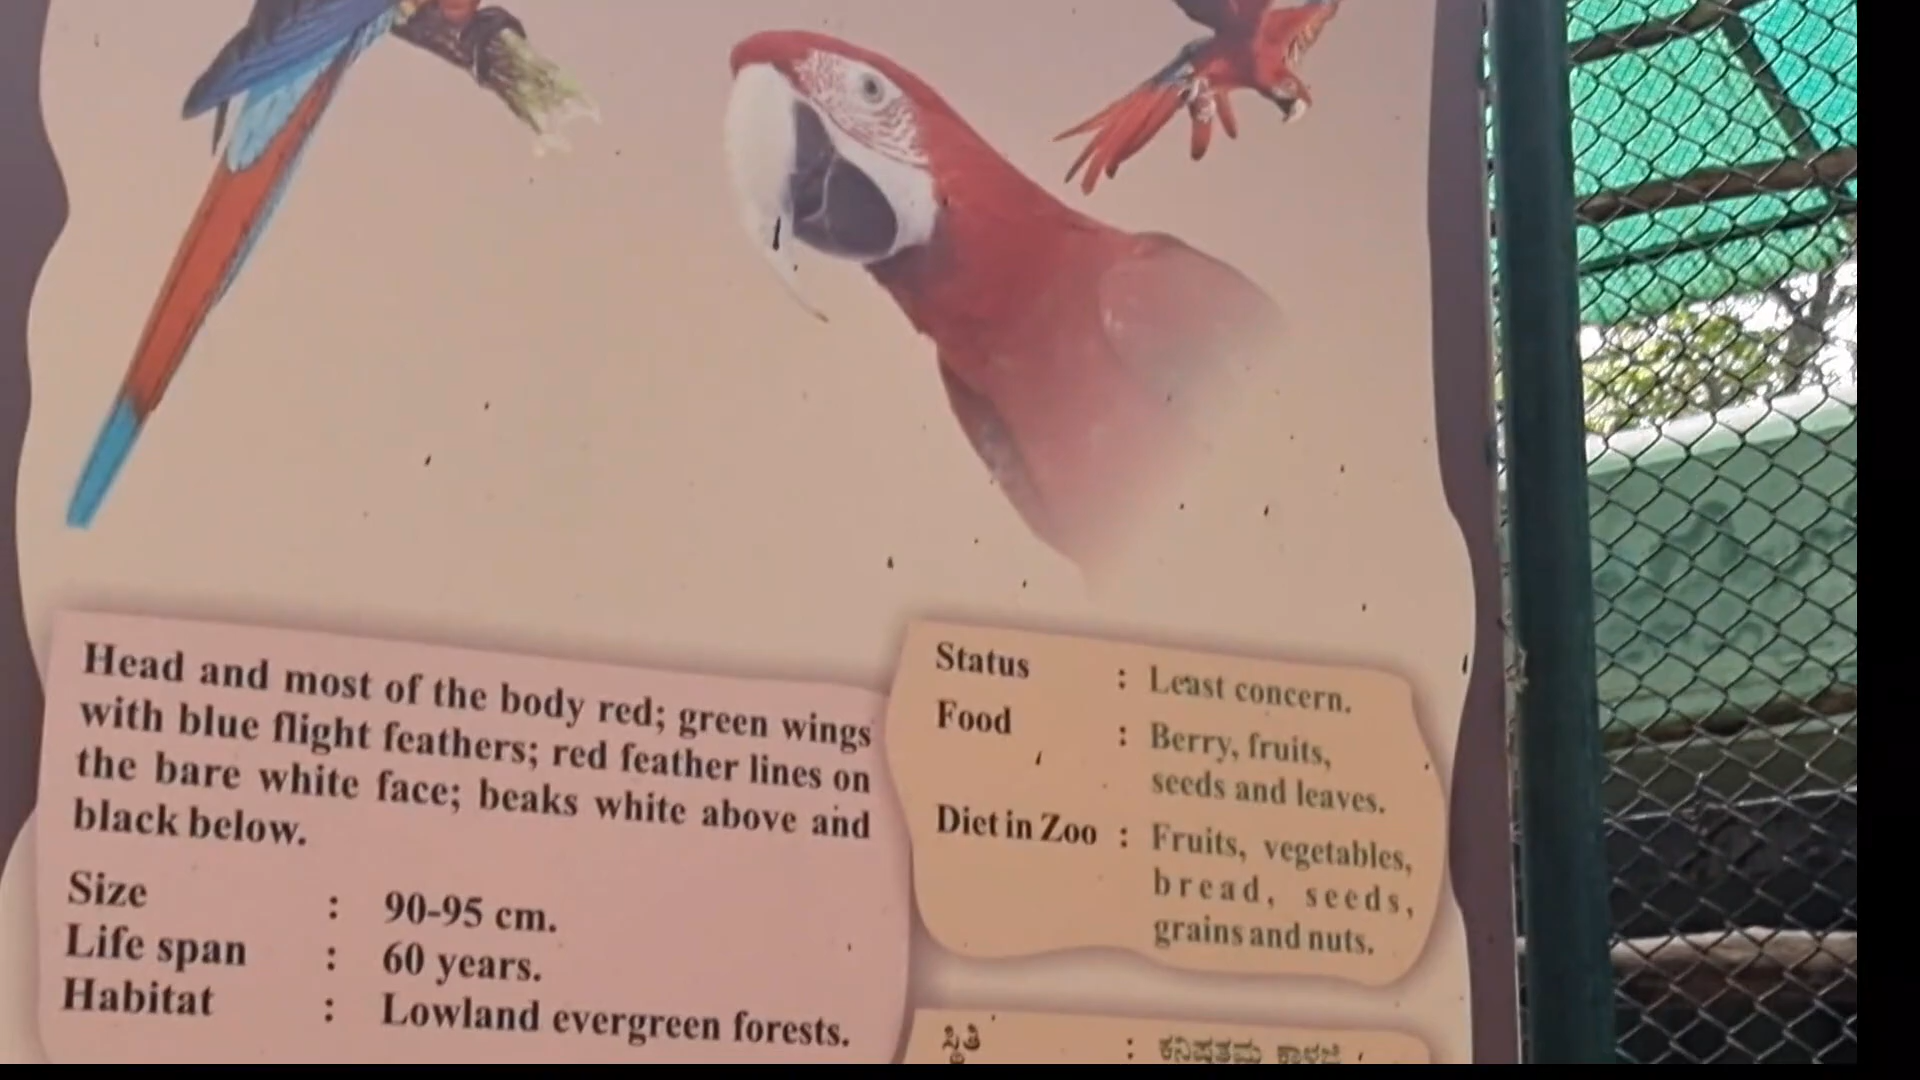 Head and most of the body red; green wings
with blue flight feathers; red feather lines on
the bare white face; beaks white above and
black below.
Size : 90-95 cm.
Life span : 60 years.
Habitat : Lowland evergreen forests.
Status : Least concern.
Food : Berry, fruits,
seeds and leaves.
Diet in Zoo : Fruits, vegetables,
bread, seeds,
grains and nuts.
ಸ್ಥಿತಿ : ಕನಿಷ್ಠತಮ ಕಾಳಜಿ.